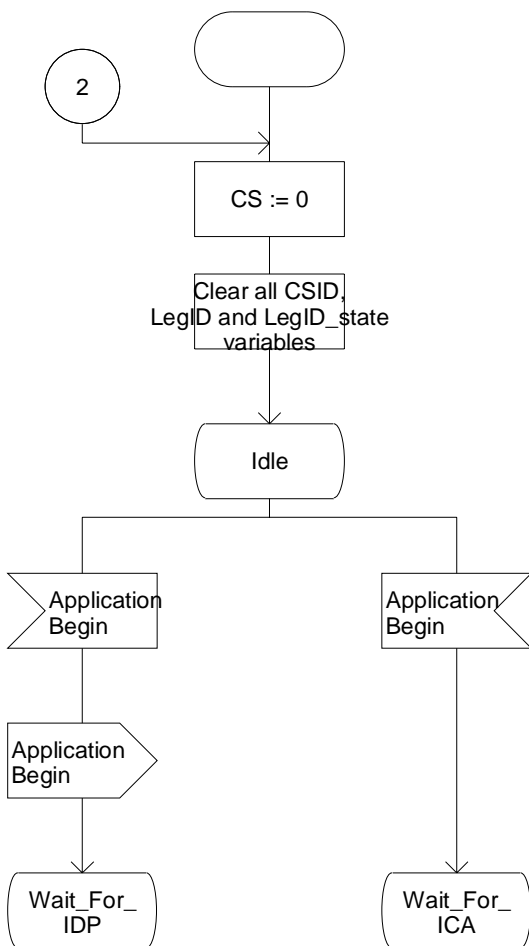 2
CS := 0
Clear all CSID,
LegID and LegID_state
variables
Idle
Application
Begin
Application
Begin
Application
Begin
Wait_For_
IDP
Wait_For_
ICA